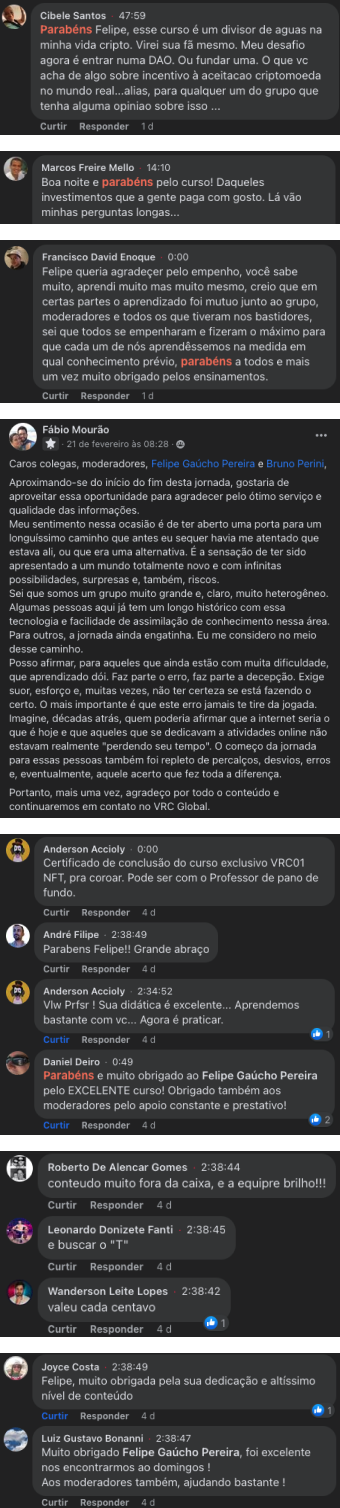 Cibele Santos · 47:59
Parabéns Felipe, esse curso é um divisor de aguas na
minha vida cripto. Virei sua fã mesmo. Meu desafio
agora é entrar numa DAO. Ou fundar uma. O que vc
acha de algo sobre incentivo à aceitacao criptomoeda
no mundo real...alias, para qualquer um do grupo que
tenha alguma opiniao sobre isso ...
Curtir Responder 1 d
Marcos Freire Mello · 14:10
Boa noite e parabéns pelo curso! Daqueles
investimentos que a gente paga com gosto. Lá vão
minhas perguntas longas...
Francisco David Enoque · 0:00
Felipe queria agradeçer pelo empenho, você sabe
muito, aprendi muito mas muito mesmo, creio que em
certas partes o aprendizado foi mutuo junto ao grupo,
moderadores e todos os que tiveram nos bastidores,
sei que todos se empenharam e fizeram o máximo para
que cada um de nós aprendêssemos na medida em
qual conhecimento prévio, parabéns a todos e mais
um vez muito obrigado pelos ensinamentos.
Curtir Responder 1 d
Fábio Mourão
· 21 de fevereiro às 08:28 ·
Caros colegas, moderadores, Felipe Gaúcho Pereira e Bruno Perini,
Aproximando-se do início do fim desta jornada, gostaria de
aproveitar essa oportunidade para agradecer pelo ótimo serviço e
qualidade das informações.
Meu sentimento nessa ocasião é de ter aberto uma porta para um
longuíssimo caminho que antes eu sequer havia me atentado que
estava ali, ou que era uma alternativa. É a sensação de ter sido
apresentado a um mundo totalmente novo e com infinitas
possibilidades, surpresas e, também, riscos.
Sei que somos um grupo muito grande e, claro, muito heterogêneo.
Algumas pessoas aqui já tem um longo histórico com essa
tecnologia e facilidade de assimilação de conhecimento nessa área.
Para outros, a jornada ainda engatinha. Eu me considero no meio
desse caminho.
Posso afirmar, para aqueles que ainda estão com muita dificuldade,
que aprendizado dói. Faz parte o erro, faz parte a decepção. Exige
suor, esforço e, muitas vezes, não ter certeza se está fazendo o
certo. O mais importante é que este erro jamais te tire da jogada.
Imagine, décadas atrás, quem poderia afirmar que a internet seria o
que é hoje e que aqueles que se dedicavam a atividades online não
estavam realmente "perdendo seu tempo". O começo da jornada
para essas pessoas também foi repleto de percalços, desvios, erros
e, eventualmente, aquele acerto que fez toda a diferença.
Portanto, mais uma vez, agradeço por todo o conteúdo e
continuaremos em contato no VRC Global.
Anderson Accioly · 0:00
Certificado de conclusão do curso exclusivo VRC01
NFT, pra coroar. Pode ser com o Professor de pano de
fundo.
Curtir Responder 4 d
André Filipe · 2:38:49
Parabens Felipe!! Grande abraço
Curtir Responder 4 d
Anderson Accioly · 2:34:52
Vlw Prfsr ! Sua didática é excelente... Aprendemos
bastante com vc... Agora é praticar.
Curtir Responder 4 d 1
Daniel Deiro · 0:49
Parabéns e muito obrigado ao Felipe Gaúcho Pereira
pelo EXCELENTE curso! Obrigado também aos
moderadores pelo apoio constante e prestativo!
Curtir Responder 4 d 2
Roberto De Alencar Gomes · 2:38:44
conteudo muito fora da caixa, e a equipre brilho!!!
Curtir Responder 4 d
Leonardo Donizete Fanti · 2:38:45
e buscar o "T"
Curtir Responder 4 d
Wanderson Leite Lopes · 2:38:42
valeu cada centavo
Curtir Responder 4 d 1
Joyce Costa · 2:38:49
Felipe, muito obrigada pela sua dedicação e altíssimo
nível de conteúdo
Curtir Responder 4 d 1
Luiz Gustavo Bonanni · 2:38:47
Muito obrigado Felipe Gaúcho Pereira, foi excelente
nos encontrarmos ao domingos !
Aos moderadores também, ajudando bastante !
Curtir Responder 4 d